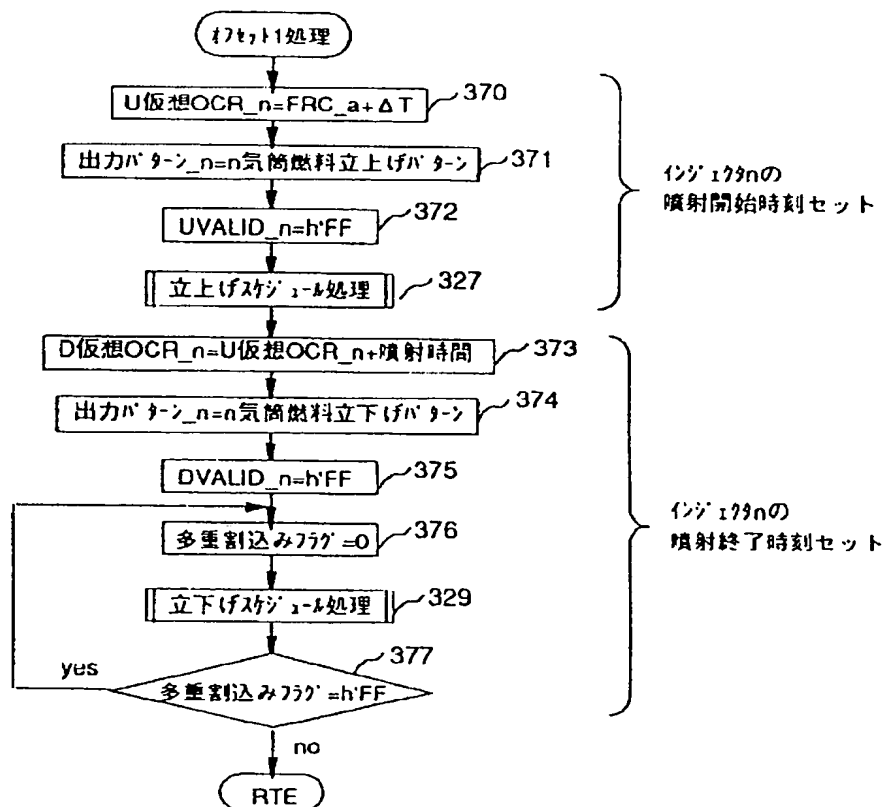 ｵﾌｾｯﾄ1処理
U仮想OCR_n=FRC_a+ΔT
370
出力ﾊﾟﾀｰﾝ_n=n気筒燃料立上げﾊﾟﾀｰﾝ
371
UVALID_n=h'FF
372
立上げｽｹｼﾞｭｰﾙ処理
327
ｲﾝｼﾞｪｸﾀnの
噴射開始時刻セット
D仮想OCR_n=U仮想OCR_n+噴射時間
373
出力ﾊﾟﾀｰﾝ_n=n気筒燃料立下げﾊﾟﾀｰﾝ
374
DVALID_n=h'FF
375
多重割込みﾌﾗｸﾞ=0
376
立下げｽｹｼﾞｭｰﾙ処理
329
ｲﾝｼﾞｪｸﾀnの
噴射終了時刻セット
377
yes
多重割込みﾌﾗｸﾞ=h'FF
no
RTE